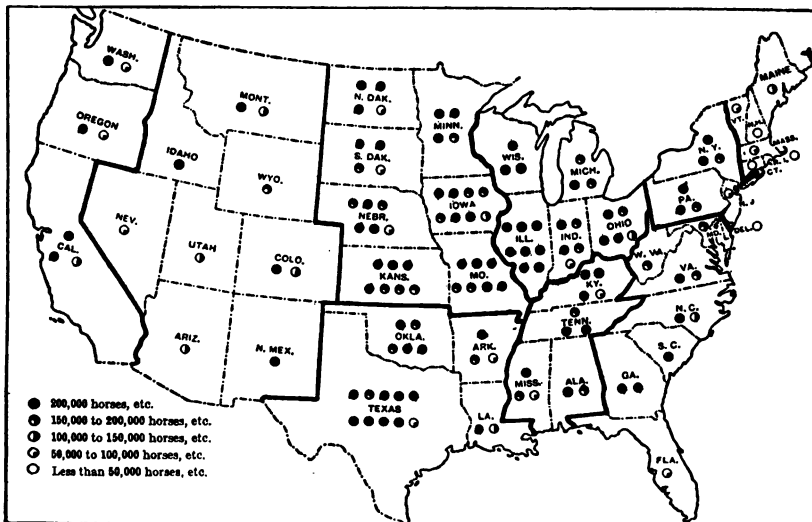 WASH.
OREGON
CAL.
NEV.
IDAHO
MONT.
WYO.
UTAH
COLO.
ARIZ.
N. MEX.
N. DAK.
S. DAK.
NEBR.
KANS.
OKLA.
TEXAS
MINN.
IOWA
MO.
ARK.
LA.
WIS.
ILL.
MICH.
IND.
OHIO
KY.
TENN.
MISS.
ALA.
GA.
FLA.
S. C.
N. C.
VA.
W. VA.
MD.
DEL.
PA.
N. J.
N. Y.
CT.
MASS.
VT.
N.H.
MAINE
200,000 horses, etc.
150,000 to 200,000 horses, etc.
100,000 to 150,000 horses, etc.
50,000 to 100,000 horses, etc.
Less than 50,000 horses, etc.